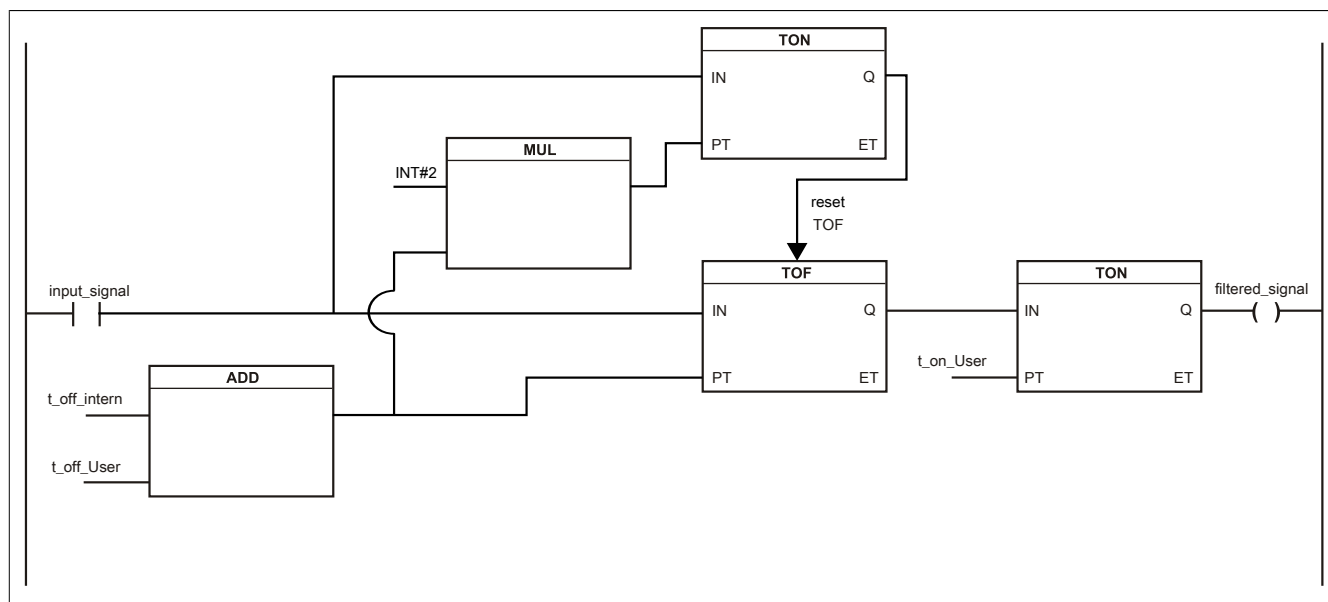 TON
IN Q
PT ET
MUL
INT#2
reset
TOF
TOF
IN Q
PT ET
TON
IN Q
PT ET
input_signal
filtered_signal
t_on_User
ADD
t_off_intern
t_off_User